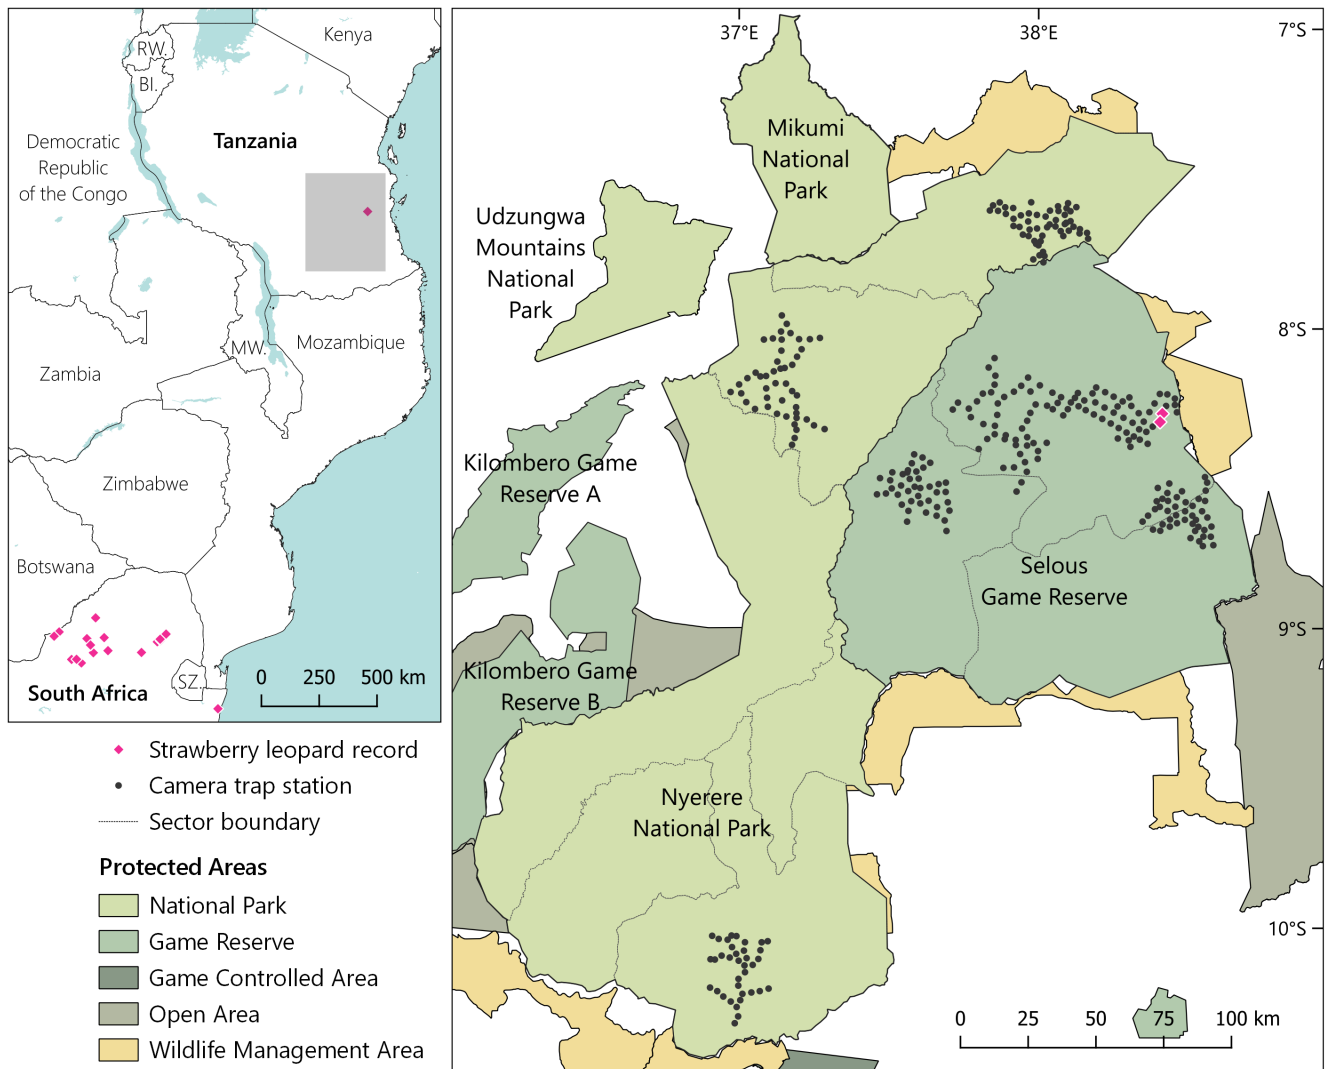 Kenya
RW.
BI.
Democratic
Republic
of the Congo
Tanzania
Zambia
MW.
Mozambique
Zimbabwe
Botswana
South Africa
SZ.
0 250 500 km
Strawberry leopard record
Camera trap station
Sector boundary
Protected Areas
National Park
Game Reserve
Game Controlled Area
Open Area
Wildlife Management Area
37°E
38°E
7°S
8°S
9°S
10°S
Mikumi
National
Park
Udzungwa
Mountains
National
Park
Kilombero Game
Reserve A
Selous
Game Reserve
Kilombero Game
Reserve B
Nyerere
National Park
0 25 50 75 100 km